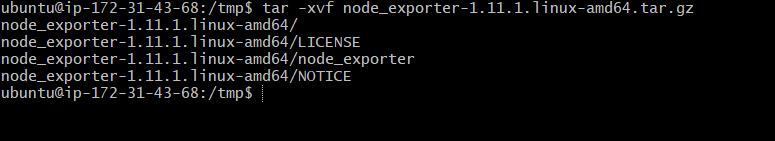 ubuntu@ip-172-31-43-68:/tmp$ tar -xvf node_exporter-1.11.1.linux-amd64.tar.gz
node_exporter-1.11.1.linux-amd64/
node_exporter-1.11.1.linux-amd64/LICENSE
node_exporter-1.11.1.linux-amd64/node_exporter
node_exporter-1.11.1.linux-amd64/NOTICE
ubuntu@ip-172-31-43-68:/tmp$